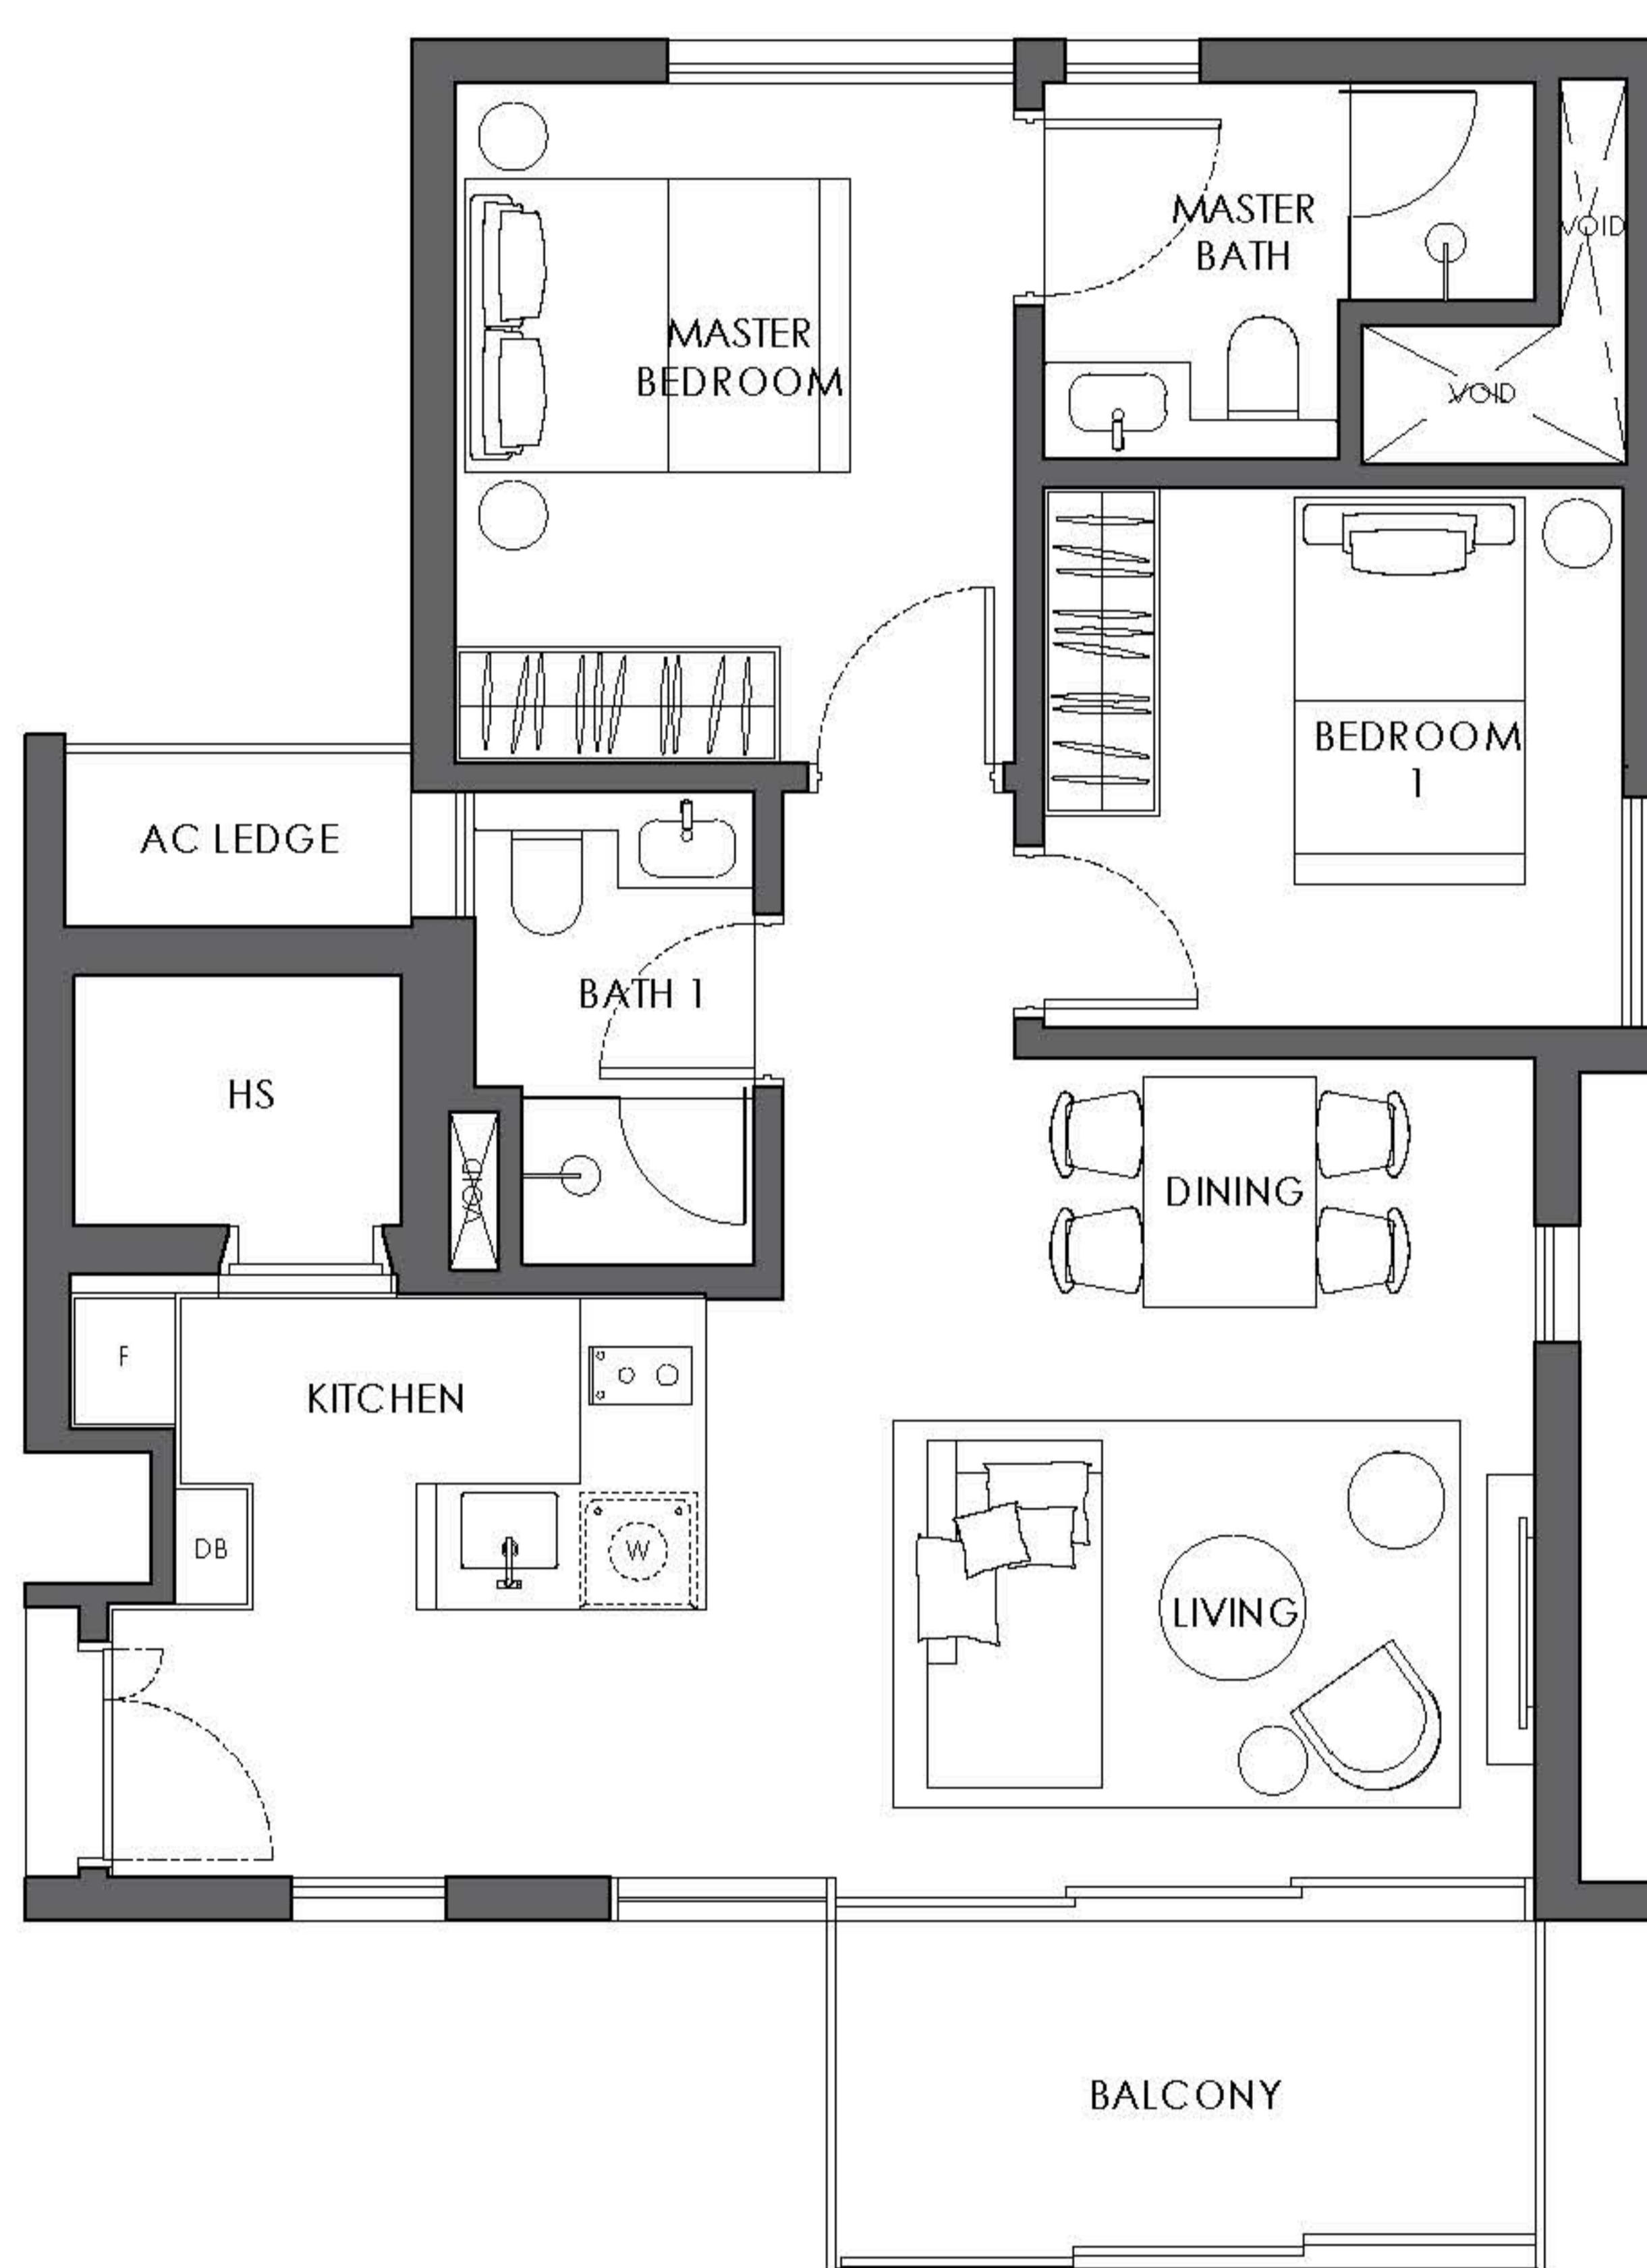 MASTER
BATH
VOID
MASTER
BEDROOM
VOID
BEDROOM
1
AC LEDGE
BATH 1
HS
VOID
DINING
F
KITCHEN
DB
W
LIVING
BALCONY